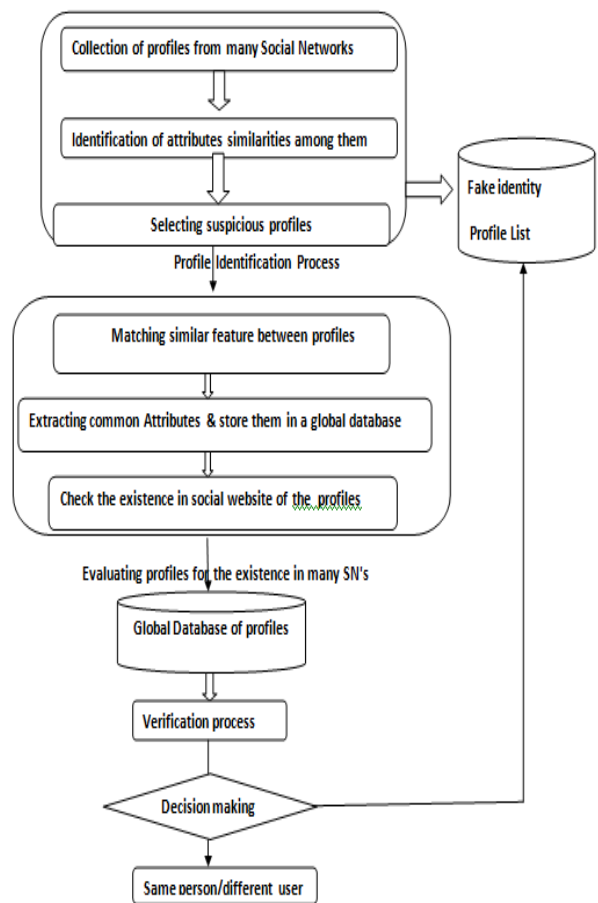 Collection of profiles from many Social Networks
Identification of attributes similarities among them
Selecting suspicious profiles
Fake identity
Profile List
Profile Identification Process
Matching similar feature between profiles
Extracting common Attributes & store them in a global database
Check the existence in social website of the profiles
Evaluating profiles for the existence in many SN's
Global Database of profiles
Verification process
Decision making
Same person/different user